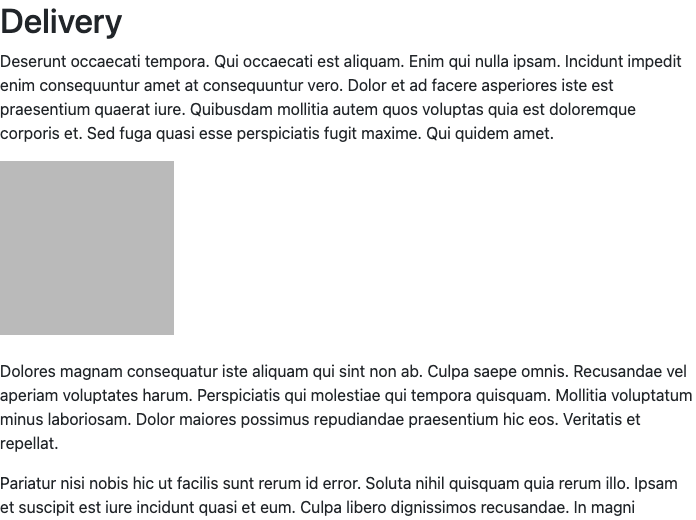 Delivery
Deserunt occaecati tempora. Qui occaecati est aliquam. Enim qui nulla ipsam. Incidunt impedit
enim consequuntur amet at consequuntur vero. Dolor et ad facere asperiores iste est
praesentium quaerat iure. Quibusdam mollitia autem quos voluptas quia est doloremque
corporis et. Sed fuga quasi esse perspiciatis fugit maxime. Qui quidem amet.
Dolores magnam consequatur iste aliquam qui sint non ab. Culpa saepe omnis. Recusandae vel
aperiam voluptates harum. Perspiciatis qui molestiae qui tempora quisquam. Mollitia voluptatum
minus laboriosam. Dolor maiores possimus repudiandae praesentium hic eos. Veritatis et
repellat.
Pariatur nisi nobis hic ut facilis sunt rerum id error. Soluta nihil quisquam quia rerum illo. Ipsam
et suscipit est iure incidunt quasi et eum. Culpa libero dignissimos recusandae. In magni